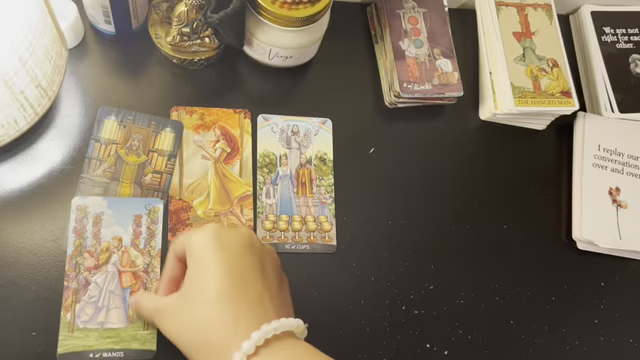 Virgo
THE HANGED MAN
We are not
right for each
other.
I replay our
conversation
over and over
10 of CUPS
4 of WANDS